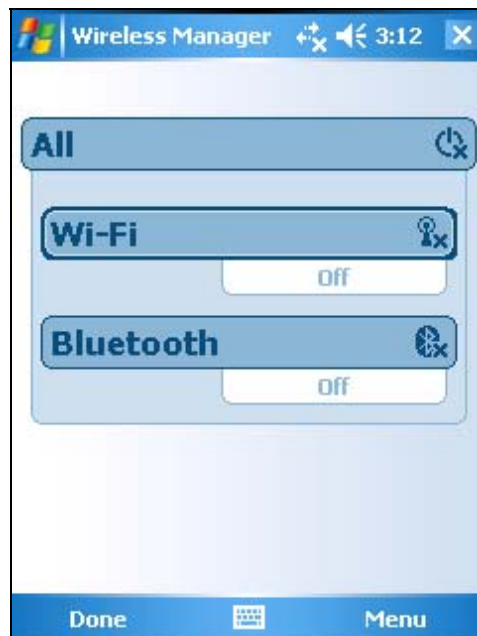 Wireless Manager 3:12
All
Wi-Fi
Off
Bluetooth
Off
Done Menu